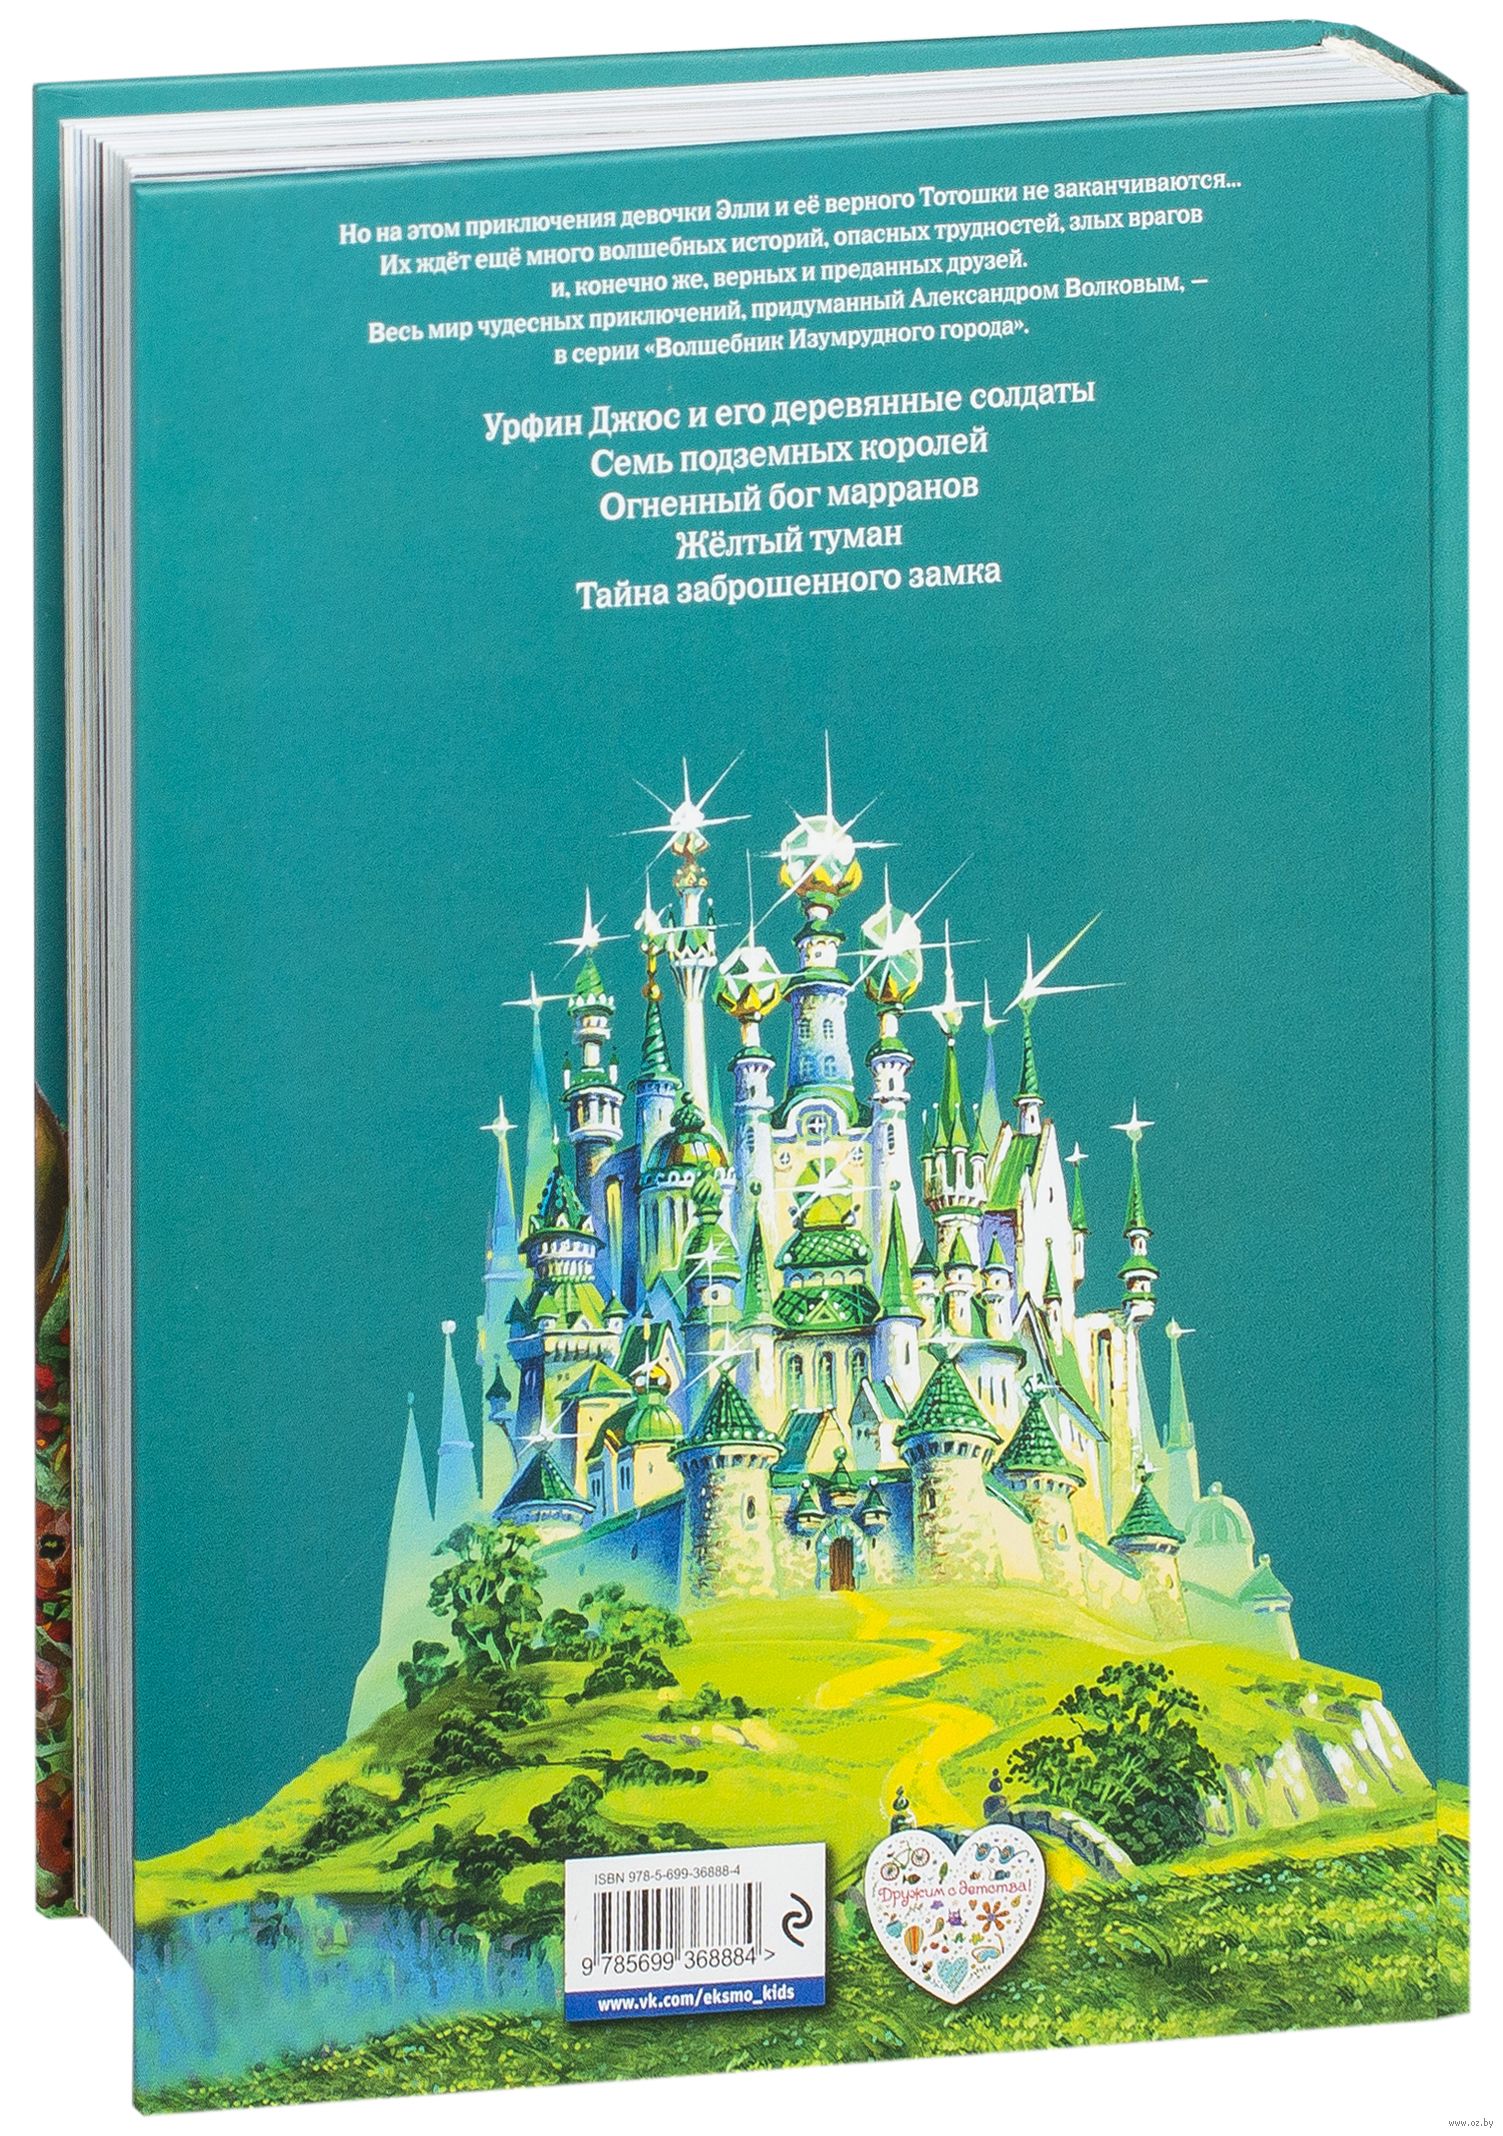 Но на этом приключения девочки Элли и её верного Тотошки не заканчиваются...
Их ждёт ещё много волшебных историй, опасных трудностей, злых врагов
и, конечно же, верных и преданных друзей.
Весь мир чудесных приключений, придуманный Александром Волковым, –
в серии «Волшебник Изумрудного города».
Урфин Джюс и его деревянные солдаты
Семь подземных королей
Огненный бог марранов
Жёлтый туман
Тайна заброшенного замка
ISBN 978-5-699-36888-4
9 785699 368884 >
www.vk.com/eksmo_kids
Дружим с детства!
www.oz.by